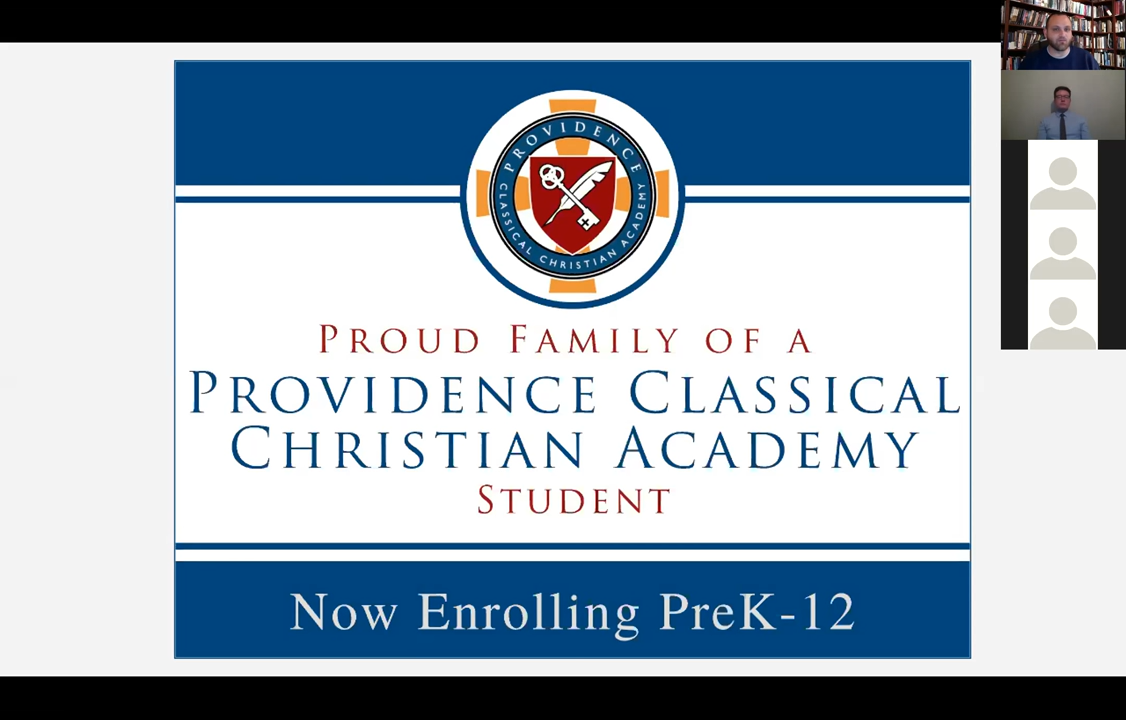 PROVIDENCE
CLASSICAL CHRISTIAN ACADEMY
PROUD FAMILY OF A
PROVIDENCE CLASSICAL
CHRISTIAN ACADEMY
STUDENT
Now Enrolling PreK-12